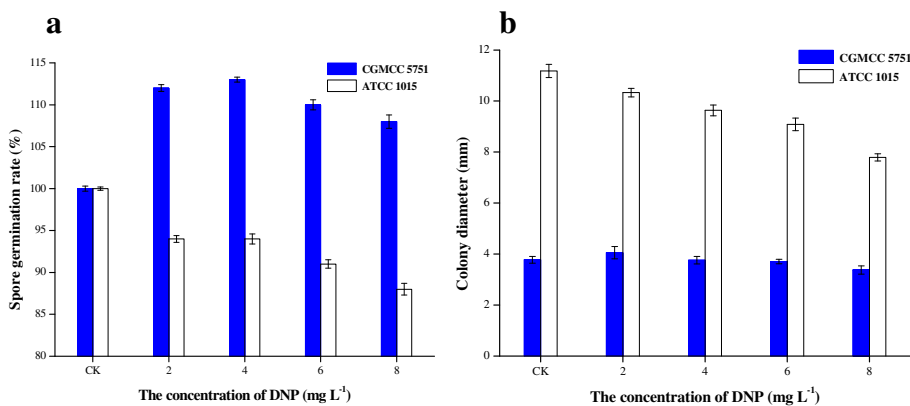 a
115
110
105
100
95
90
85
80
Spore germination rate (%)
CGMCC 5751
ATCC 1015
CK 2 4 6 8
The concentration of DNP (mg L-1)
b
12
10
8
6
4
2
0
Colony diameter (mm)
CGMCC 5751
ATCC 1015
CK 2 4 6 8
The concentration of DNP (mg L-1)